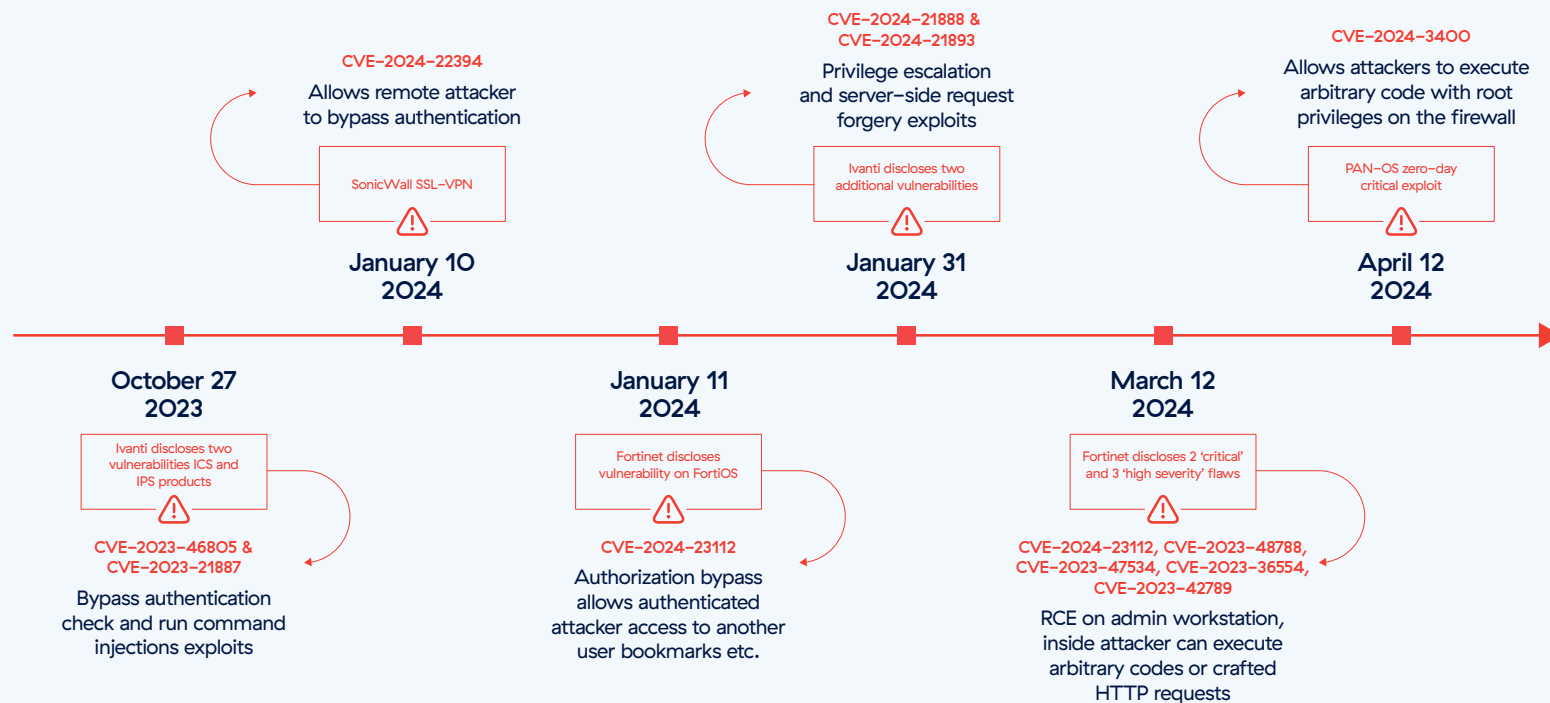 CVE-2024-22394
Allows remote attacker
to bypass authentication
SonicWall SSL-VPN
January 10
2024
CVE-2024-21888 &
CVE-2024-21893
Privilege escalation
and server-side request
forgery exploits
Ivanti discloses two
additional vulnerabilities
January 31
2024
CVE-2024-3400
Allows attackers to execute
arbitrary code with root
privileges on the firewall
PAN-OS zero-day
critical exploit
April 12
2024
October 27
2023
Ivanti discloses two
vulnerabilities ICS and
IPS products
CVE-2023-46805 &
CVE-2023-21887
Bypass authentication
check and run command
injections exploits
January 11
2024
Fortinet discloses
vulnerability on FortiOS
CVE-2024-23112
Authorization bypass
allows authenticated
attacker access to another
user bookmarks etc.
March 12
2024
Fortinet discloses 2 ‘critical’
and 3 ‘high severity’ flaws
CVE-2024-23112, CVE-2023-48788,
CVE-2023-47534, CVE-2023-36554,
CVE-2023-42789
RCE on admin workstation,
inside attacker can execute
arbitrary codes or crafted
HTTP requests